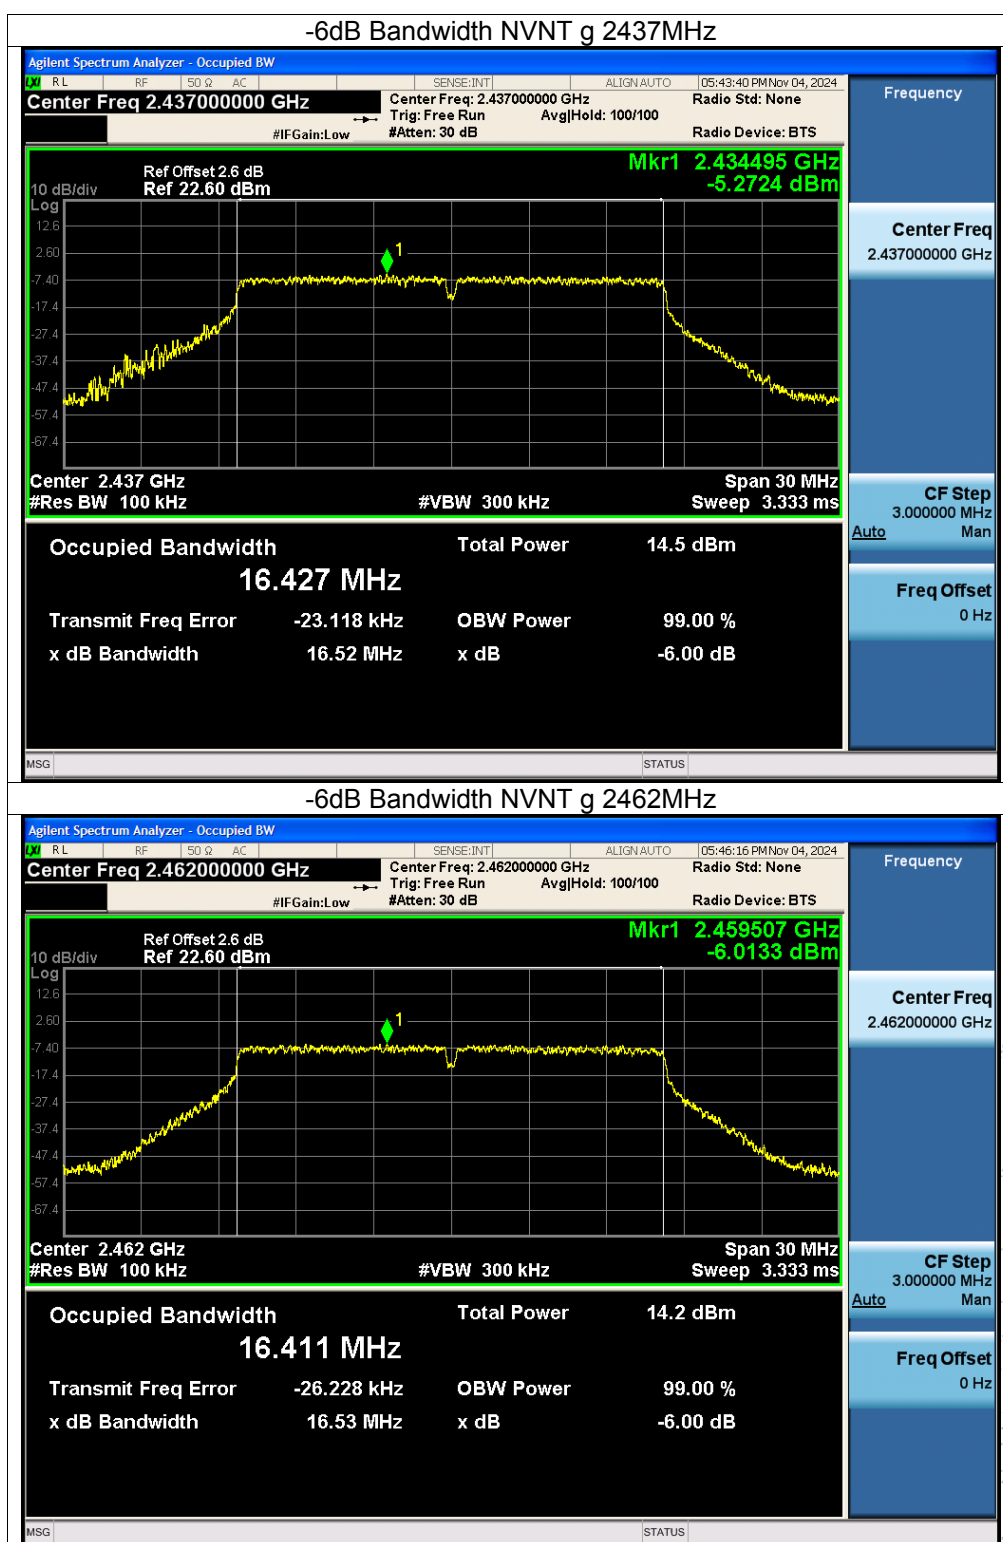 -6dB Bandwidth NVNT g 2437MHz
Agilent Spectrum Analyzer - Occupied BW
LXI RL RF 50 Ω AC SENSE:INT ALIGN AUTO 05:43:40 PM Nov 04, 2024
Center Freq 2.437000000 GHz
Center Freq: 2.437000000 GHz
Radio Std: None
Trig: Free Run Avg|Hold: 100/100
#IFGain:Low #Atten: 30 dB Radio Device: BTS
Frequency
Mkr1 2.434495 GHz
-5.2724 dBm
Ref Offset 2.6 dB
10 dB/div Ref 22.60 dBm
Log
12.6
2.60
-7.40
-17.4
-27.4
-37.4
-47.4
-57.4
-67.4
1
Center 2.437 GHz Span 30 MHz
#Res BW 100 kHz #VBW 300 kHz Sweep 3.333 ms
Center Freq
2.437000000 GHz
CF Step
3.000000 MHz
Auto Man
Freq Offset
0 Hz
Occupied Bandwidth Total Power 14.5 dBm
16.427 MHz
Transmit Freq Error -23.118 kHz OBW Power 99.00 %
x dB Bandwidth 16.52 MHz x dB -6.00 dB
MSG STATUS
-6dB Bandwidth NVNT g 2462MHz
Agilent Spectrum Analyzer - Occupied BW
LXI RL RF 50 Ω AC SENSE:INT ALIGN AUTO 05:46:16 PM Nov 04, 2024
Center Freq 2.462000000 GHz
Center Freq: 2.462000000 GHz
Radio Std: None
Trig: Free Run Avg|Hold: 100/100
#IFGain:Low #Atten: 30 dB Radio Device: BTS
Frequency
Mkr1 2.459507 GHz
-6.0133 dBm
Ref Offset 2.6 dB
10 dB/div Ref 22.60 dBm
Log
12.6
2.60
-7.40
-17.4
-27.4
-37.4
-47.4
-57.4
-67.4
1
Center 2.462 GHz Span 30 MHz
#Res BW 100 kHz #VBW 300 kHz Sweep 3.333 ms
Center Freq
2.462000000 GHz
CF Step
3.000000 MHz
Auto Man
Freq Offset
0 Hz
Occupied Bandwidth Total Power 14.2 dBm
16.411 MHz
Transmit Freq Error -26.228 kHz OBW Power 99.00 %
x dB Bandwidth 16.53 MHz x dB -6.00 dB
MSG STATUS